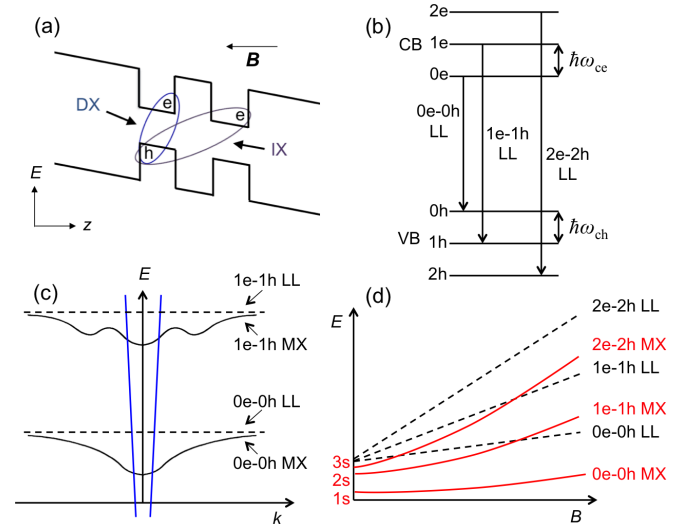 (a)
B
DX
e
e
h
IX
E
z
(b)
2e
CB
1e
0e
ħωce
0e-0h
LL
1e-1h
LL
2e-2h
LL
0h
VB
1h
2h
ħωch
(c)
E
1e-1h LL
1e-1h MX
0e-0h LL
0e-0h MX
k
(d)
E
2e-2h LL
2e-2h MX
1e-1h LL
1e-1h MX
0e-0h LL
0e-0h MX
3s
2s
1s
B